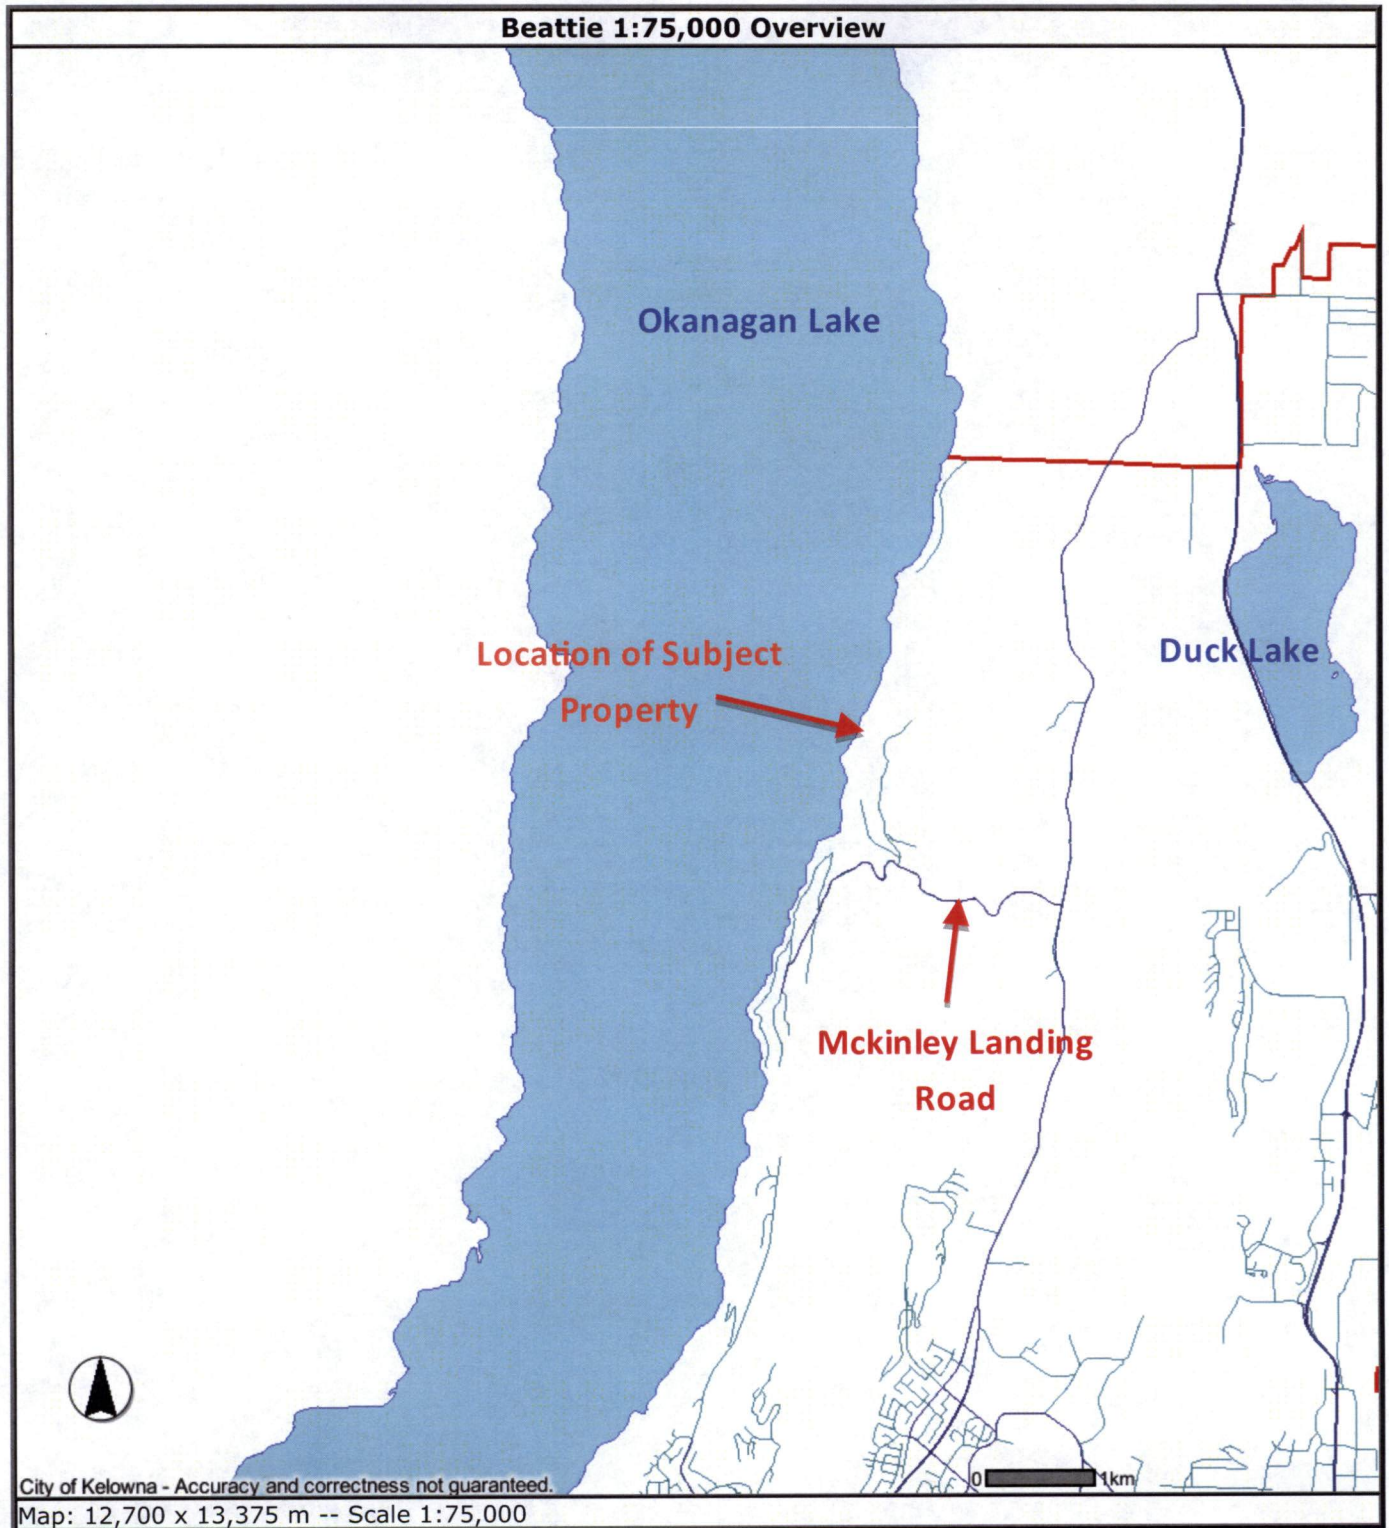 Beattie 1:75,000 Overview
Okanagan Lake
Location of Subject
Property
Duck Lake
Mckinley Landing
Road
City of Kelowna - Accuracy and correctness not guaranteed.
0 1km
Map: 12,700 x 13,375 m -- Scale 1:75,000